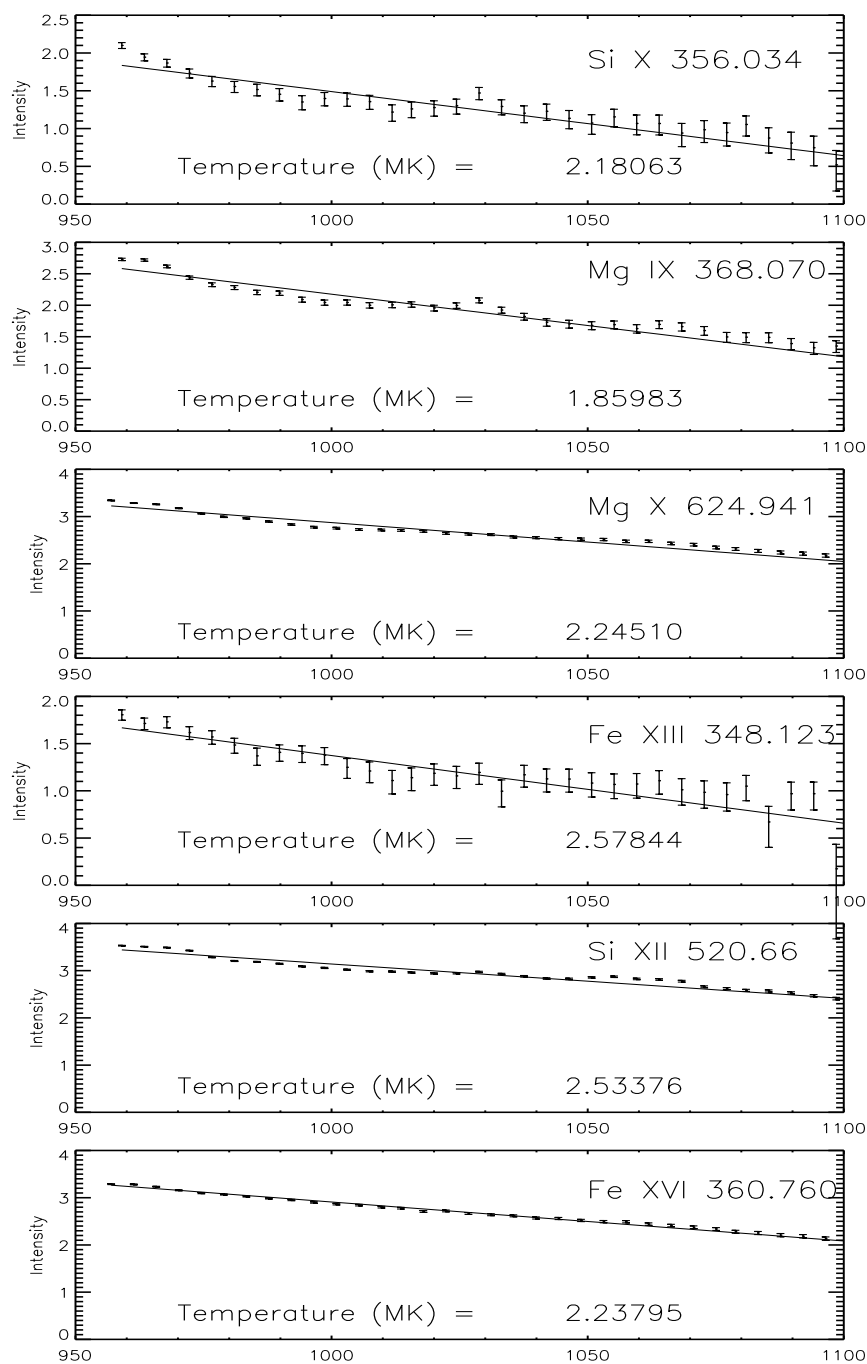 2.5
2.0
1.5
1.0
0.5
0.0
Intensity
Si X 356.034
Temperature (MK) = 2.18063
950 1000 1050 1100
3.0
2.5
2.0
1.5
1.0
0.5
0.0
Intensity
Mg IX 368.070
Temperature (MK) = 1.85983
950 1000 1050 1100
4
3
2
1
0
Intensity
Mg X 624.941
Temperature (MK) = 2.24510
950 1000 1050 1100
2.0
1.5
1.0
0.5
0.0
Intensity
Fe XIII 348.123
Temperature (MK) = 2.57844
950 1000 1050 1100
4
3
2
1
0
Intensity
Si XII 520.66
Temperature (MK) = 2.53376
950 1000 1050 1100
4
3
2
1
0
Intensity
Fe XVI 360.760
Temperature (MK) = 2.23795
950 1000 1050 1100